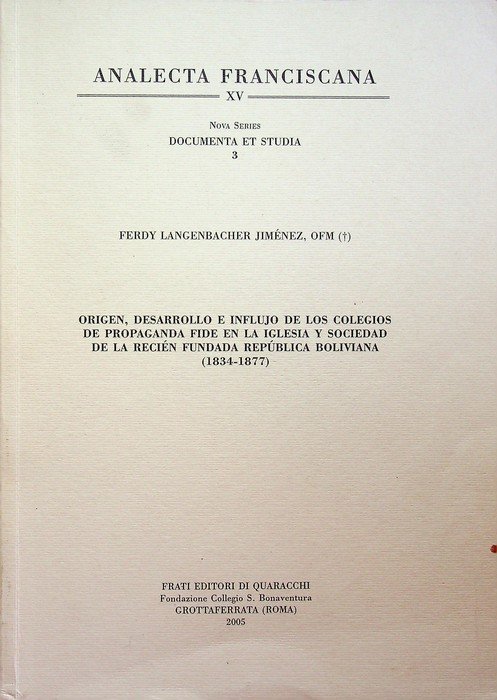 ANALECTA FRANCISCANA
XV
NOVA SERIES
DOCUMENTA ET STUDIA
3
FERDY LANGENBACHER JIMÉNEZ, OFM (†)
ORIGEN, DESARROLLO E INFLUJO DE LOS COLEGIOS
DE PROPAGANDA FIDE EN LA IGLESIA Y SOCIEDAD
DE LA RECIÉN FUNDADA REPÚBLICA BOLIVIANA
(1834-1877)
FRATI EDITORI DI QUARACCHI
Fondazione Collegio S. Bonaventura
GROTTAFERRATA (ROMA)
2005